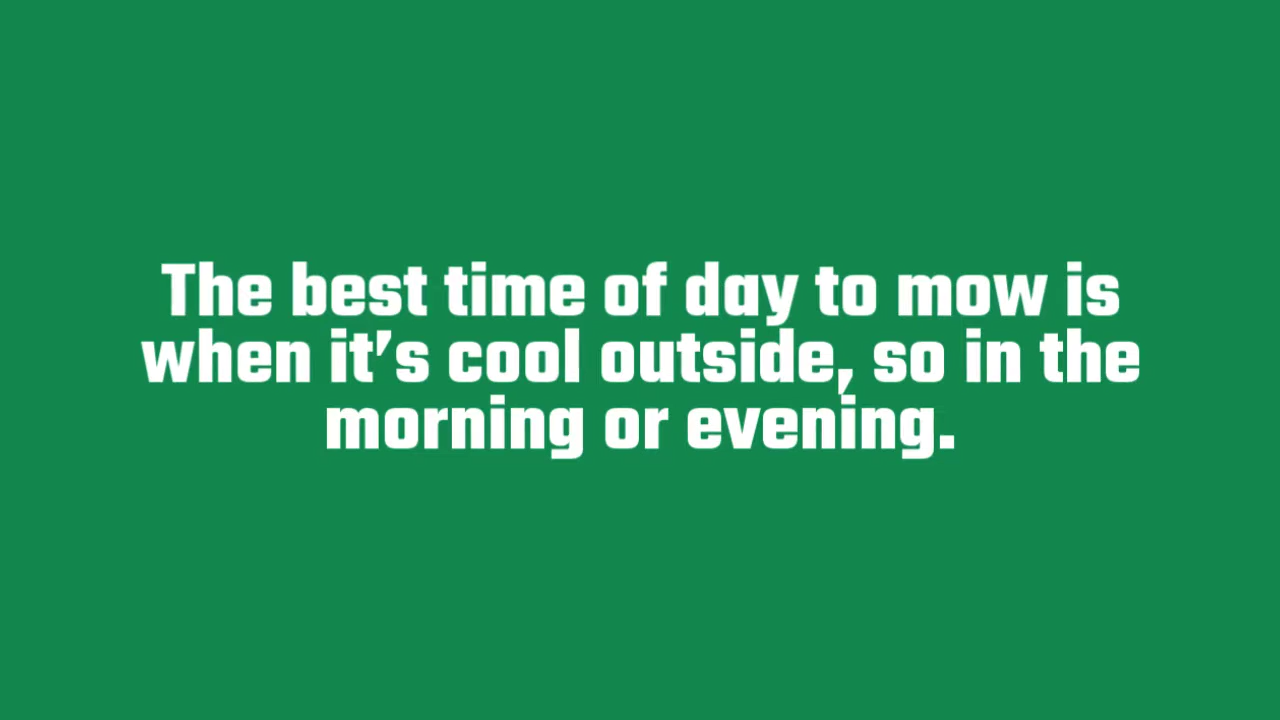 The best time of day to mow is
when it’s cool outside, so in the
morning or evening.